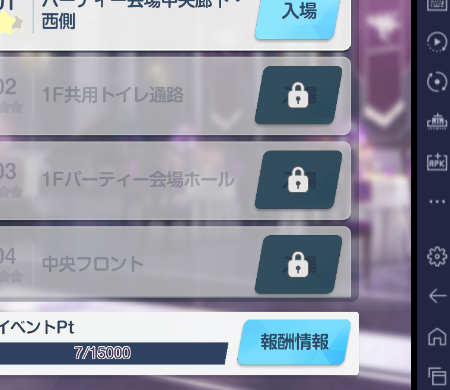 01
パーティー会場中央廊下・
西側
入場
02
1F共用トイレ通路
03
1Fパーティー会場ホール
04
中央フロント
イベントPt
7/15000
報酬情報
APK